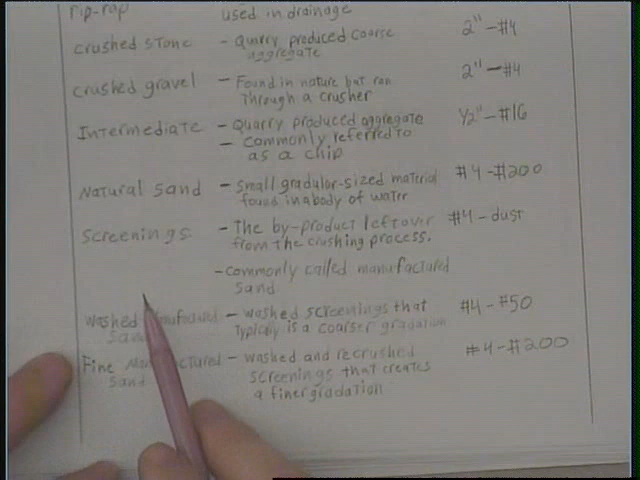 rip-rap used in drainage
crushed stone - Quarry produced coarse 2"-#4
aggregate
crushed gravel - Found in nature but ran 2"-#4
through a crusher
Intermediate - Quarry produced aggregate 1/2"-#16
- commonly referred to
as a chip
Natural sand - small gradular-sized material #4-#200
found in a body of water
Screenings - The by-product leftover #4-dust
from the crushing process.
- commonly called manufactured
sand
Washed - washed screenings that #4-#50
typically is a coarser gradation
Fine - washed and recrushed #4-#200
Sand screenings that creates
a finer gradation